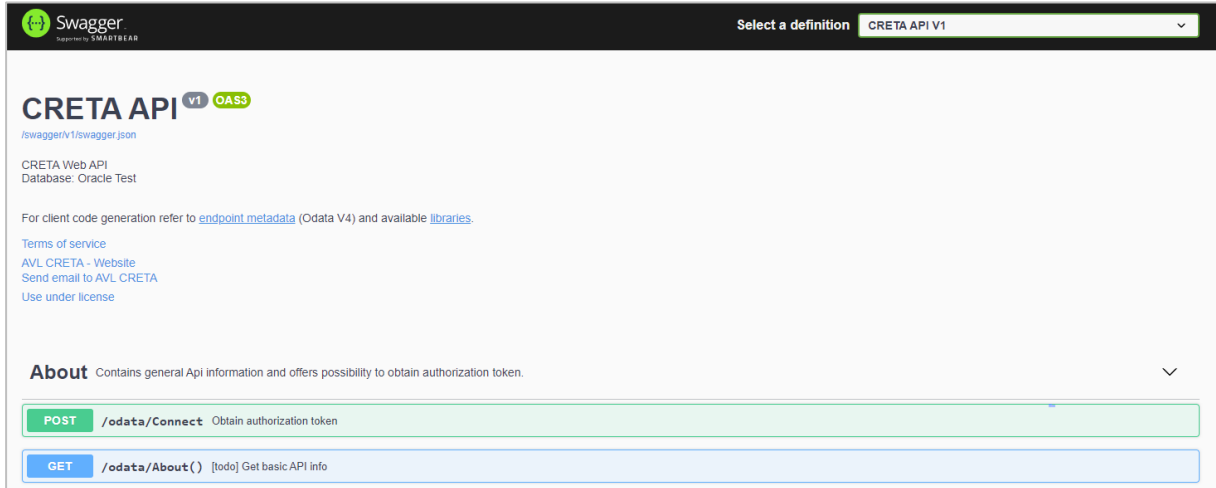 Swagger.
Supported by SMARTBEAR
Select a definition
CRETA API V1
CRETA API v1 OAS3
/swagger/v1/swagger.json
CRETA Web API
Database: Oracle Test
For client code generation refer to endpoint metadata (Odata V4) and available libraries.
Terms of service
AVL CRETA - Website
Send email to AVL CRETA
Use under license
About Contains general Api information and offers possibility to obtain authorization token.
POST /odata/Connect Obtain authorization token
GET /odata/About() [todo] Get basic API info